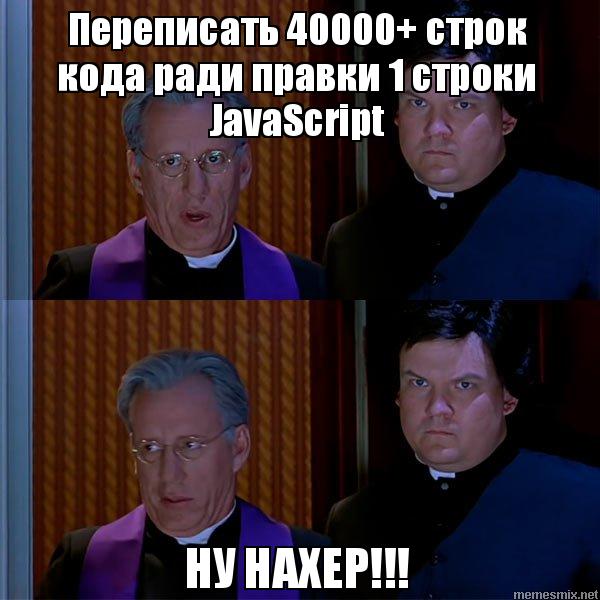 Переписать 40000+ строк
кода ради правки 1 строки
JavaScript
НУ НАХЕР!!!
memesmix.net